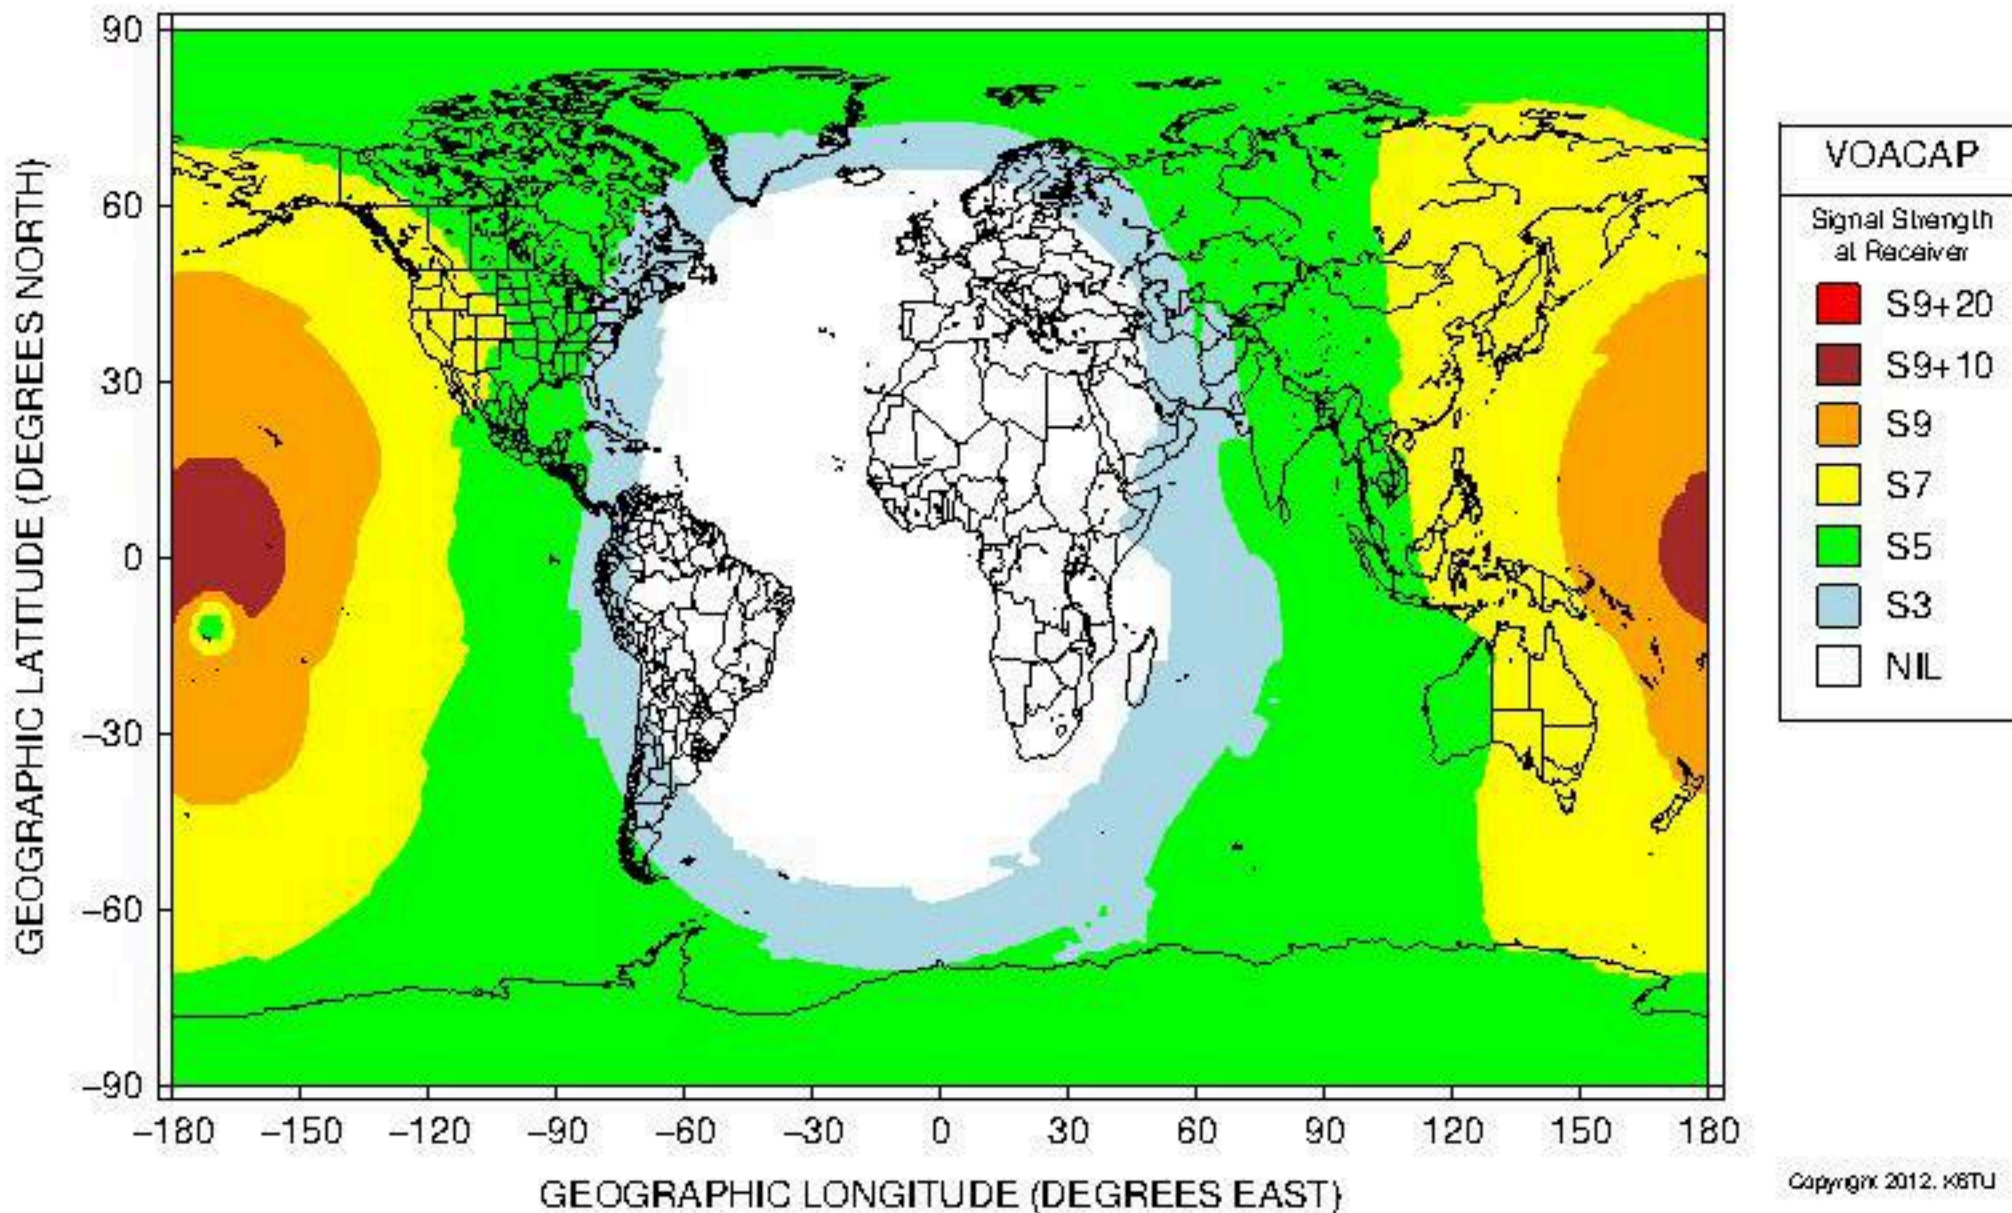 GEOGRAPHIC LATITUDE (DEGREES NORTH)
90
60
30
0
−30
−60
−90
−180 −150 −120 −90 −60 −30 0 30 60 90 120 150 180
GEOGRAPHIC LONGITUDE (DEGREES EAST)
VOACAP
Signal Strength
at Receiver
S9+20
S9+10
S9
S7
S5
S3
NIL
Copyright 2012, K6TU